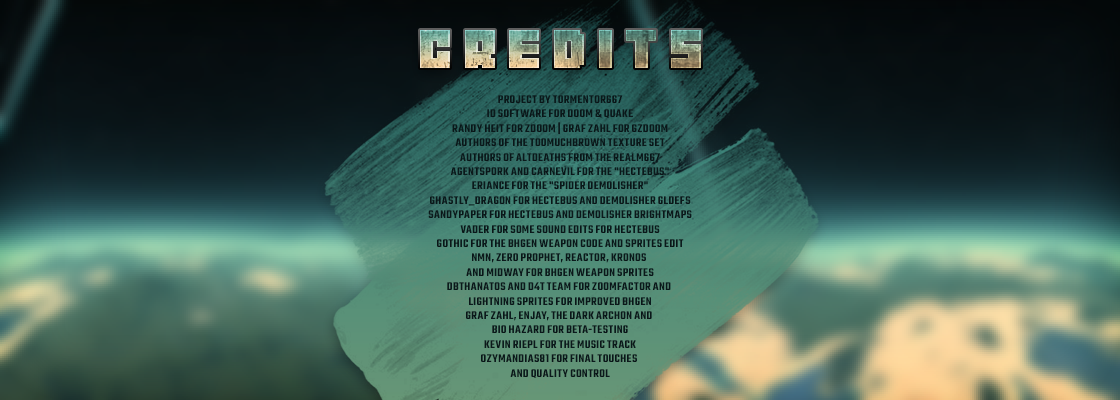 CREDITS
PROJECT BY TORMENTOR667
ID SOFTWARE FOR DOOM & QUAKE
RANDY HEIT FOR ZDOOM | GRAF ZAHL FOR GZDOOM
AUTHORS OF THE TOOMUCHBROWN TEXTURE SET
AUTHORS OF ALTDEATHS FROM THE REALM667
AGENTSPORK AND CARNEVIL FOR THE "HECTEBUS"
ERIANCE FOR THE "SPIDER DEMOLISHER"
GHASTLY_DRAGON FOR HECTEBUS AND DEMOLISHER GLDEFS
SANDYPAPER FOR HECTEBUS AND DEMOLISHER BRIGHTMAPS
VADER FOR SOME SOUND EDITS FOR HECTEBUS
GOTHIC FOR THE BHGEN WEAPON CODE AND SPRITES EDIT
NMN, ZERO PROPHET, REACTOR, KRONOS
AND MIDWAY FOR BHGEN WEAPON SPRITES
DBTHANATOS AND D4T TEAM FOR ZOOMFACTOR AND
LIGHTNING SPRITES FOR IMPROVED BHGEN
GRAF ZAHL, ENJAY, THE DARK ARCHON AND
BIO HAZARD FOR BETA-TESTING
KEVIN RIEPL FOR THE MUSIC TRACK
OZYMANDIAS81 FOR FINAL TOUCHES
AND QUALITY CONTROL